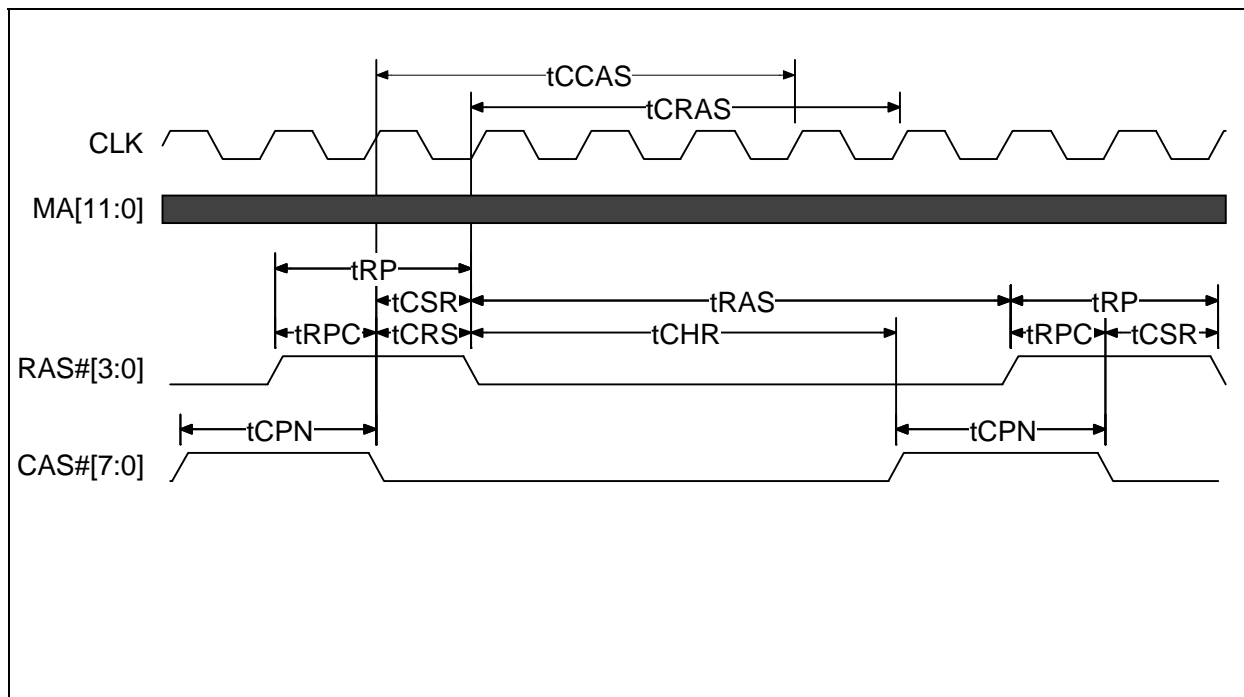 tCCAS
tCRAS
CLK
MA[11:0]
tRP
tCSR tRAS tRP
tRPC tCRS tCHR tRPC tCSR
RAS#[3:0]
tCPN tCPN
CAS#[7:0]